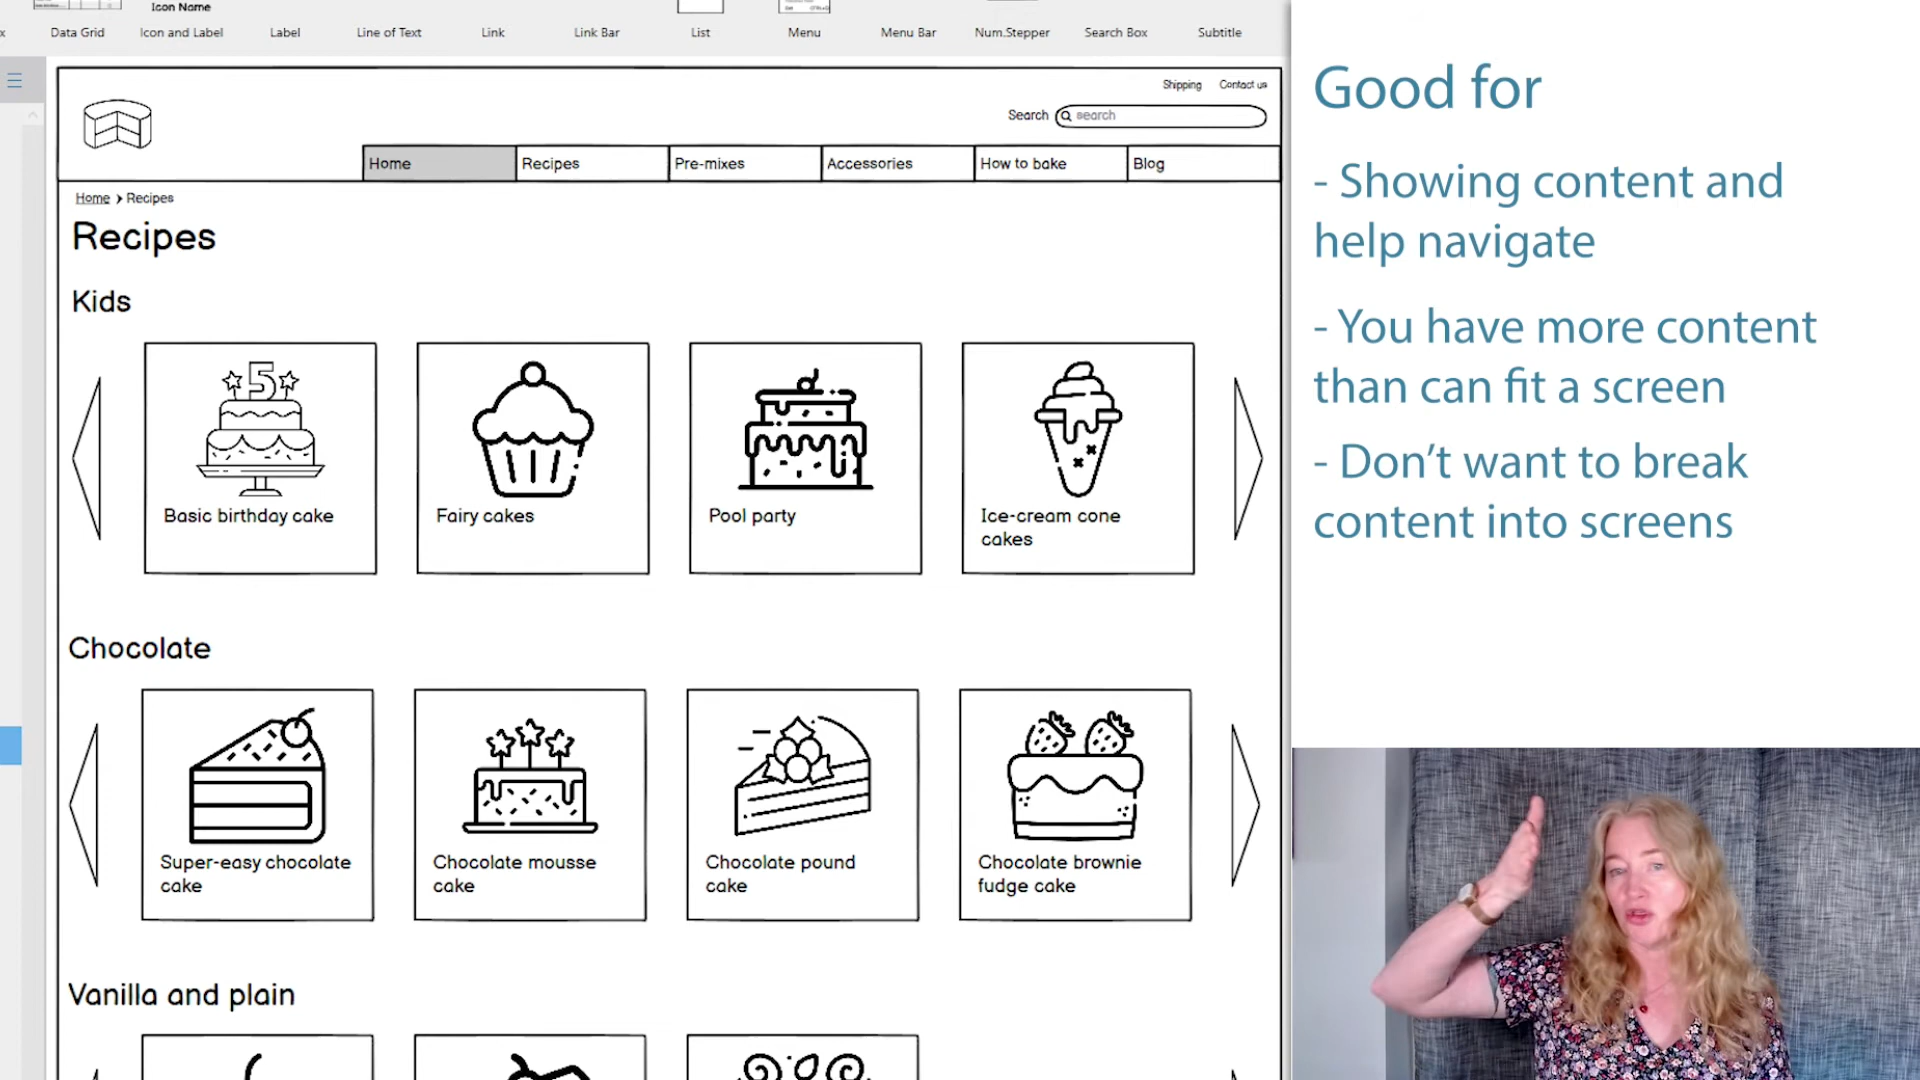 Icon Name
Data Grid
Icon and Label
Label
Line of Text
Link
Link Bar
List
Menu
Menu Bar
Num.Stepper
Search Box
Subtitle
Shipping
Contact us
Search
search
Home
Recipes
Pre-mixes
Accessories
How to bake
Blog
Home > Recipes
Recipes
Kids
5
Basic birthday cake
Fairy cakes
Pool party
Ice-cream cone
cakes
Chocolate
Super-easy chocolate
cake
Chocolate mousse
cake
Chocolate pound
cake
Chocolate brownie
fudge cake
Vanilla and plain
Good for
- Showing content and
help navigate
- You have more content
than can fit a screen
- Don’t want to break
content into screens